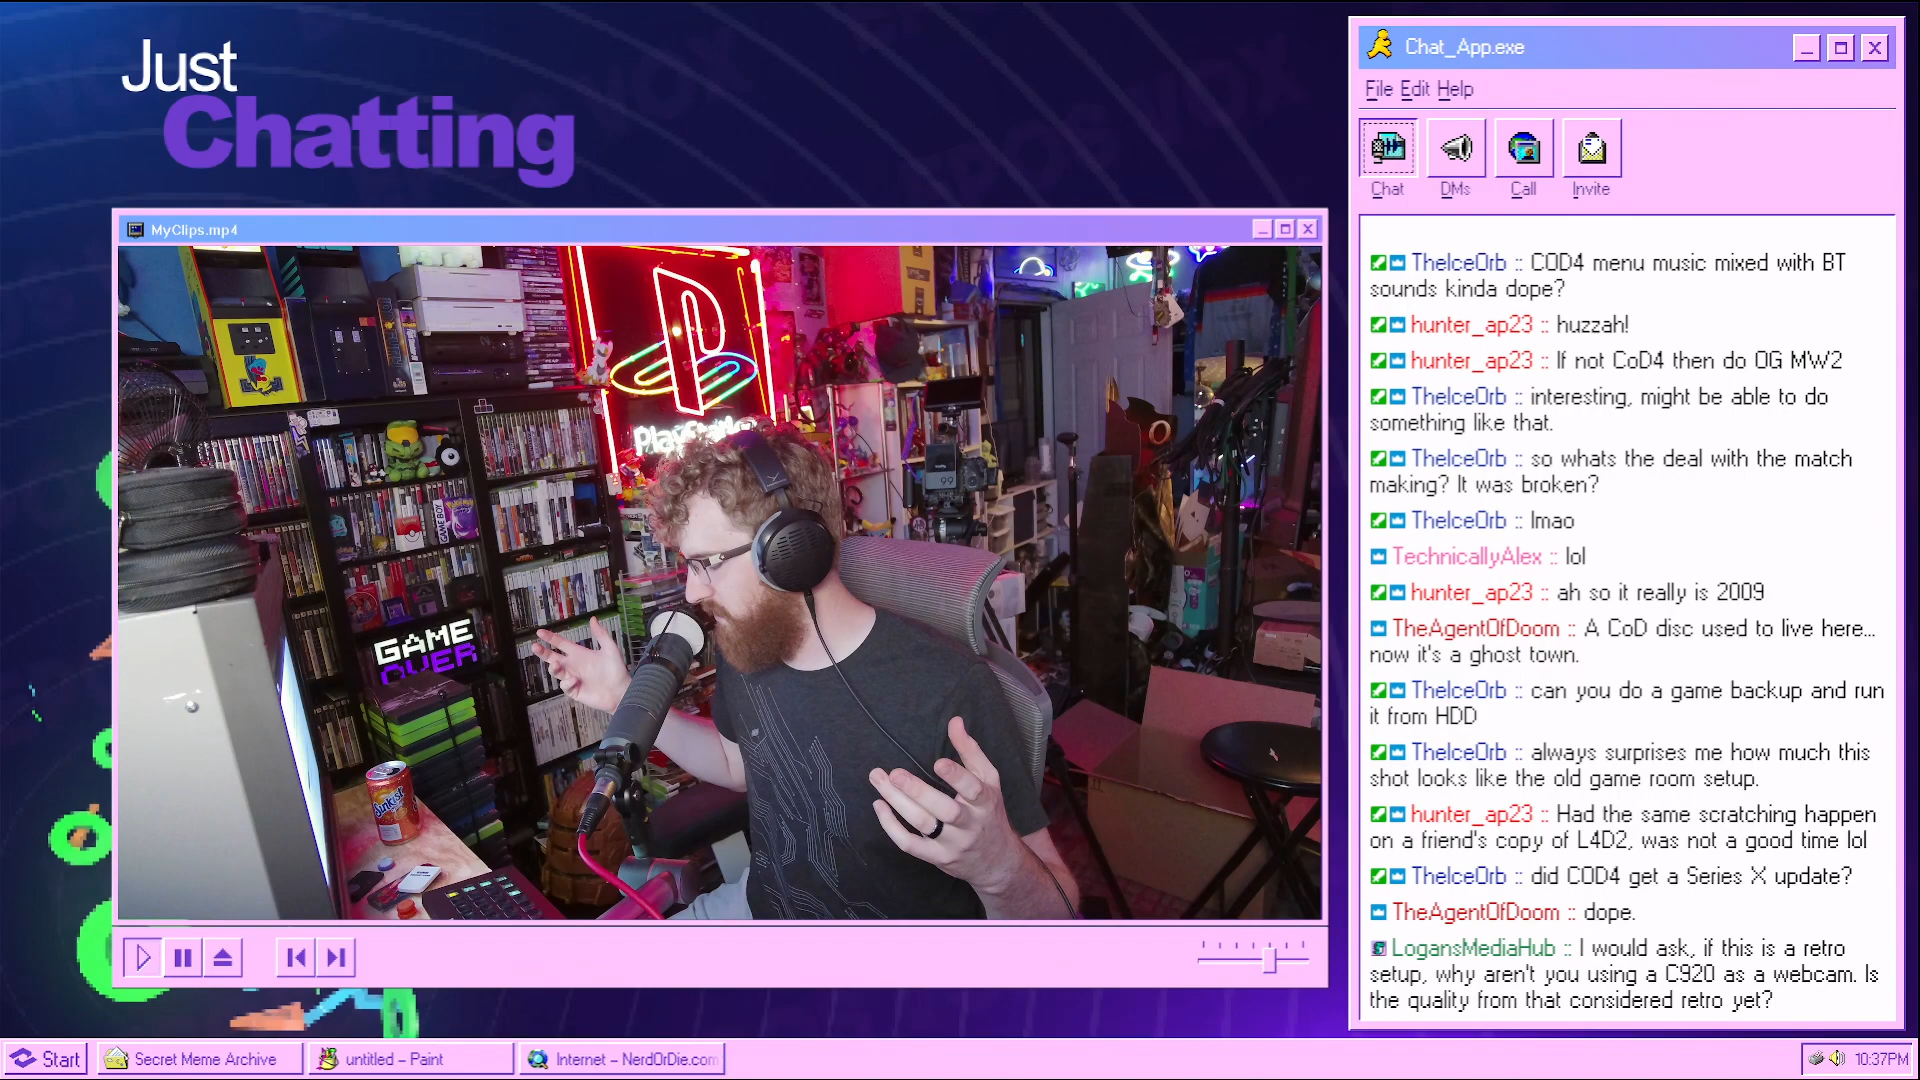 Just
Chatting
MyClips.mp4
PlayStation
GAME BOY
GAME
OVER
Sunkist
99
Chat_App.exe
File Edit Help
Chat DMs Call Invite
TheIceOrb :: COD4 menu music mixed with BT
sounds kinda dope?
hunter_ap23 :: huzzah!
hunter_ap23 :: If not CoD4 then do OG MW2
TheIceOrb :: interesting, might be able to do
something like that.
TheIceOrb :: so whats the deal with the match
making? It was broken?
TheIceOrb :: lmao
TechnicallyAlex :: lol
hunter_ap23 :: ah so it really is 2009
TheAgentOfDoom :: A CoD disc used to live here...
now it's a ghost town.
TheIceOrb :: can you do a game backup and run
it from HDD
TheIceOrb :: always surprises me how much this
shot looks like the old game room setup.
hunter_ap23 :: Had the same scratching happen
on a friend's copy of L4D2, was not a good time lol
TheIceOrb :: did COD4 get a Series X update?
TheAgentOfDoom :: dope.
LogansMediaHub :: I would ask, if this is a retro
setup, why aren't you using a C920 as a webcam. Is
the quality from that considered retro yet?
Start
Secret Meme Archive
untitled – Paint
Internet – NerdOrDie.com
10:37PM